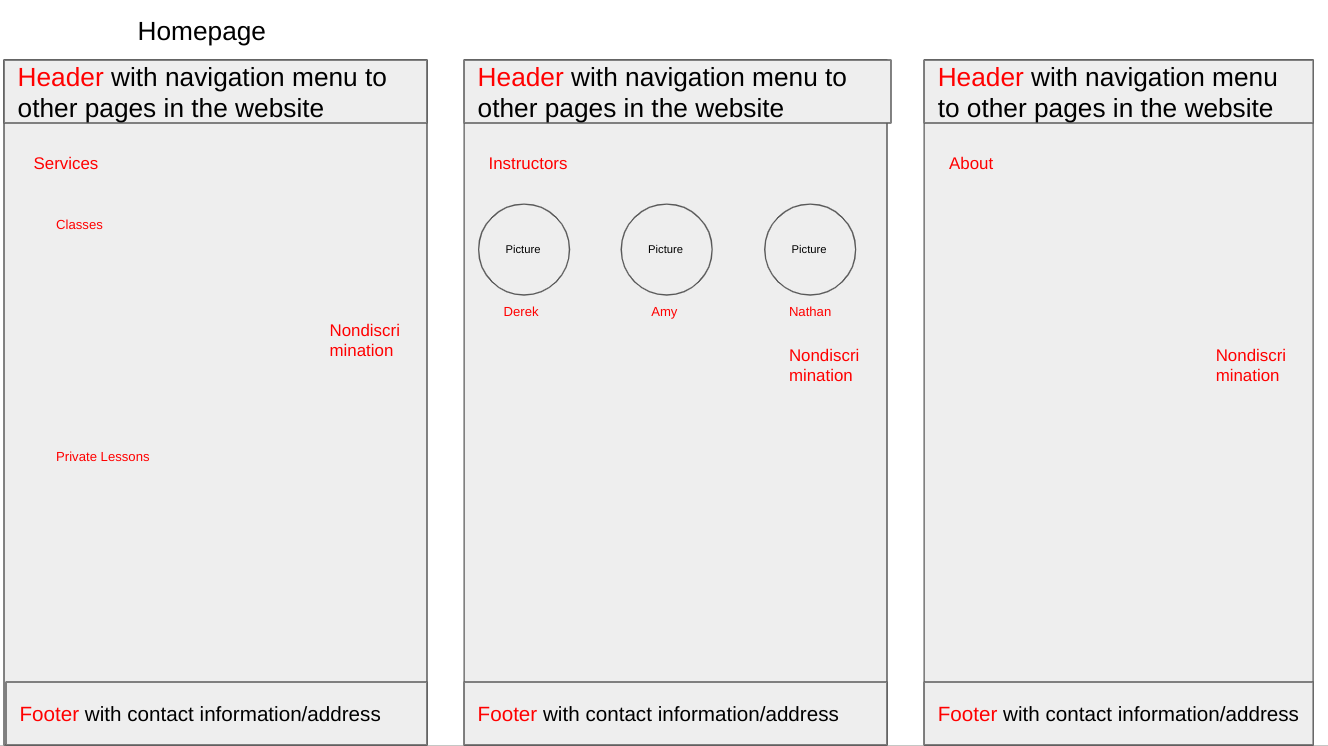 Homepage
Header with navigation menu to
other pages in the website
Services
Classes
Nondiscri
mination
Private Lessons
Footer with contact information/address
Header with navigation menu to
other pages in the website
Instructors
Picture
Picture
Picture
Derek
Amy
Nathan
Nondiscri
mination
Footer with contact information/address
Header with navigation menu
to other pages in the website
About
Nondiscri
mination
Footer with contact information/address